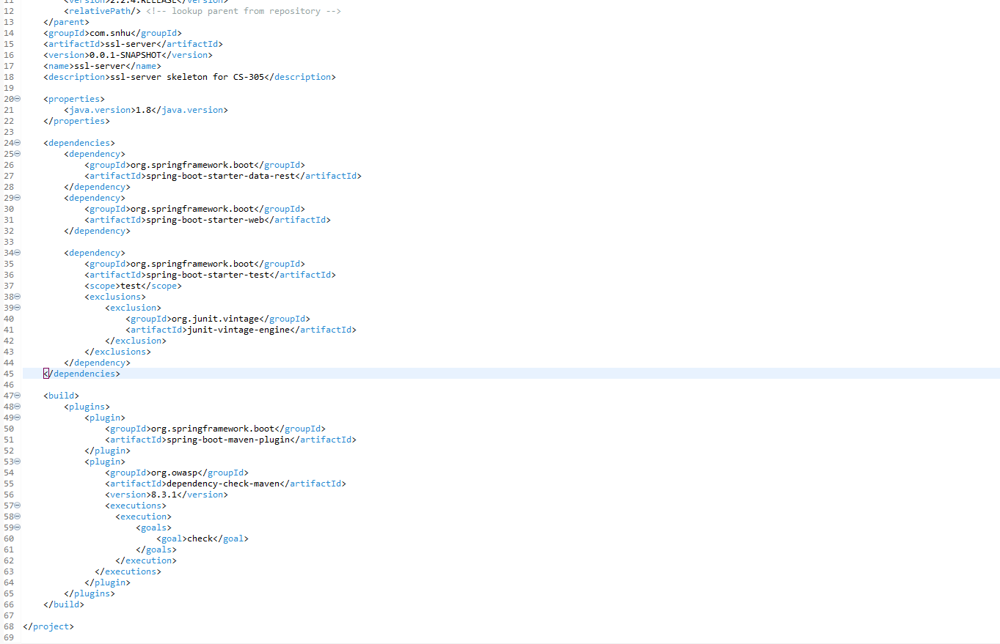 11 <version>2.2.4.RELEASE</version>
12 <relativePath/> <!-- lookup parent from repository -->
13 </parent>
14 <groupId>com.snhu</groupId>
15 <artifactId>ssl-server</artifactId>
16 <version>0.0.1-SNAPSHOT</version>
17 <name>ssl-server</name>
18 <description>ssl-server skeleton for CS-305</description>
19
20 <properties>
21 <java.version>1.8</java.version>
22 </properties>
23
24 <dependencies>
25 <dependency>
26 <groupId>org.springframework.boot</groupId>
27 <artifactId>spring-boot-starter-data-rest</artifactId>
28 </dependency>
29 <dependency>
30 <groupId>org.springframework.boot</groupId>
31 <artifactId>spring-boot-starter-web</artifactId>
32 </dependency>
33
34 <dependency>
35 <groupId>org.springframework.boot</groupId>
36 <artifactId>spring-boot-starter-test</artifactId>
37 <scope>test</scope>
38 <exclusions>
39 <exclusion>
40 <groupId>org.junit.vintage</groupId>
41 <artifactId>junit-vintage-engine</artifactId>
42 </exclusion>
43 </exclusions>
44 </dependency>
45 </dependencies>
46
47 <build>
48 <plugins>
49 <plugin>
50 <groupId>org.springframework.boot</groupId>
51 <artifactId>spring-boot-maven-plugin</artifactId>
52 </plugin>
53 <plugin>
54 <groupId>org.owasp</groupId>
55 <artifactId>dependency-check-maven</artifactId>
56 <version>8.3.1</version>
57 <executions>
58 <execution>
59 <goals>
60 <goal>check</goal>
61 </goals>
62 </execution>
63 </executions>
64 </plugin>
65 </plugins>
66 </build>
67
68 </project>
69